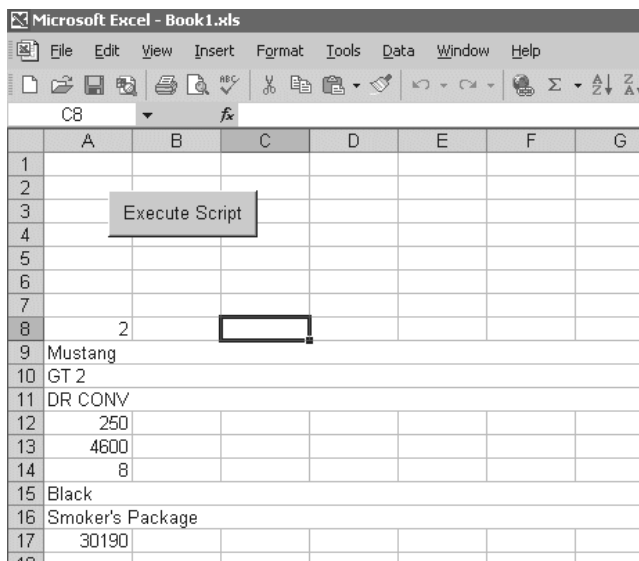 Microsoft Excel - Book1.xls
File Edit View Insert Format Tools Data Window Help
ABC Σ A Z Z A
C8 fx
A B C D E F G
1
2
3 Execute Script
4
5
6
7
8 2
9 Mustang
10 GT 2
11 DR CONV
12 250
13 4600
14 8
15 Black
16 Smoker's Package
17 30190